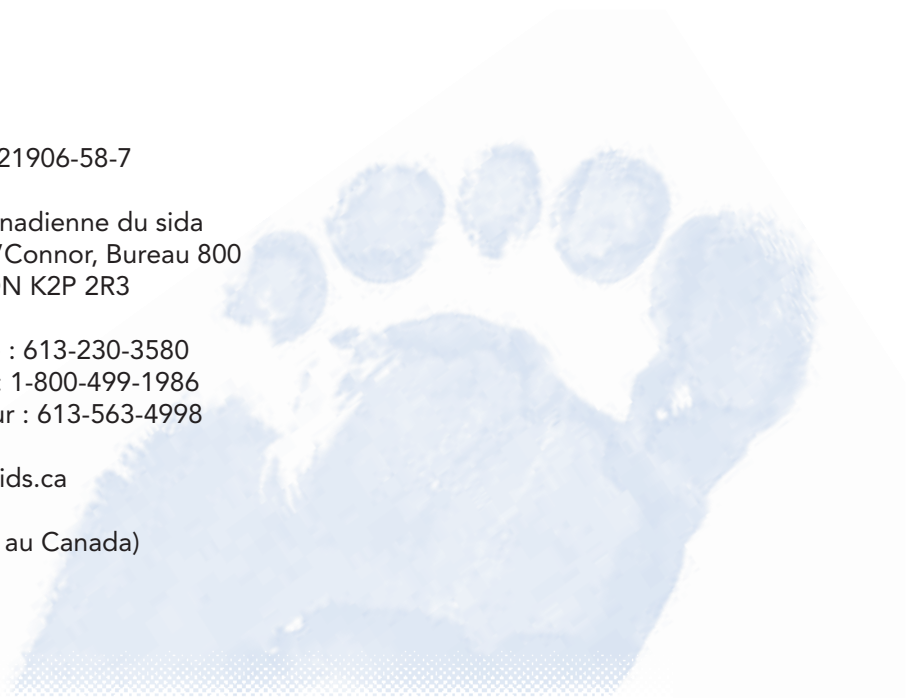 21906-58-7
nadienne du sida
'Connor, Bureau 800
N K2P 2R3
: 613-230-3580
: 1-800-499-1986
ur : 613-563-4998
ids.ca
au Canada)